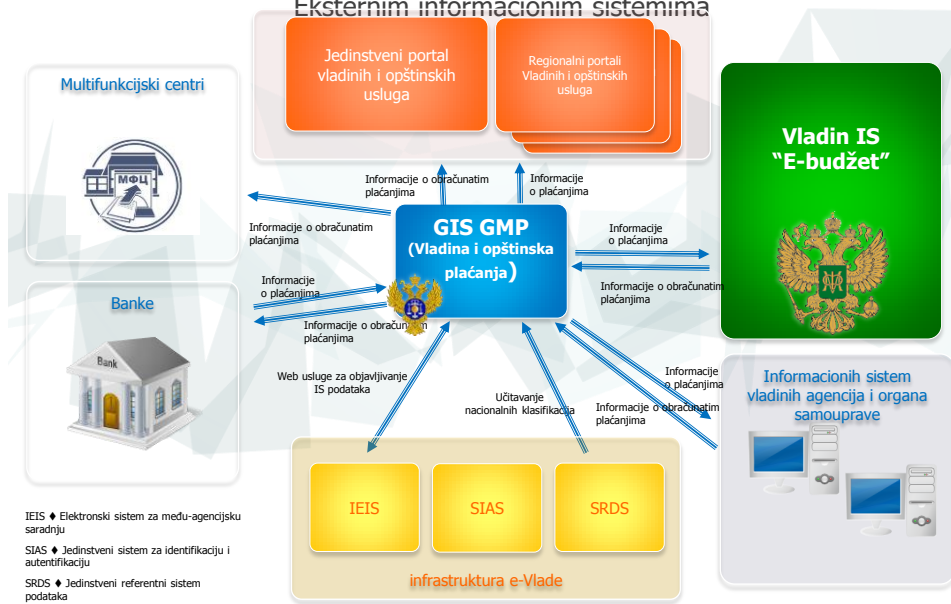 Eksternim informacionim sistemima
Jedinstveni portal
vladinih i opštinskih
usluga
Regionalni portali
Vladinih i opštinskih
usluga
Multifunkcijski centri
МФЦ
Vladin IS
“E-budžet”
Informacije o obračunatim
plaćanjima
Informacije
o plaćanjima
Informacije o obračunatim
plaćanjima
GIS GMP
(Vladina i opštinska
plaćanja)
Informacije
o plaćanjima
Informacije o obračunatim
plaćanjima
Banke
Bank
Informacije
o plaćanjima
Informacije o obračunatim
plaćanjima
Web usluge za objavljivanje
IS podataka
Učitavanje
nacionalnih klasifikacija
Informacije
o plaćanjima
Informacije o obračunatim
plaćanjima
Informacionih sistem
vladinih agencija i organa
samouprave
IEIS
SIAS
SRDS
infrastruktura e-Vlade
IEIS ♦ Elektronski sistem za među-agencijsku
saradnju
SIAS ♦ Jedinstveni sistem za identifikaciju i
autentifikaciju
SRDS ♦ Jedinstveni referentni sistem
podataka